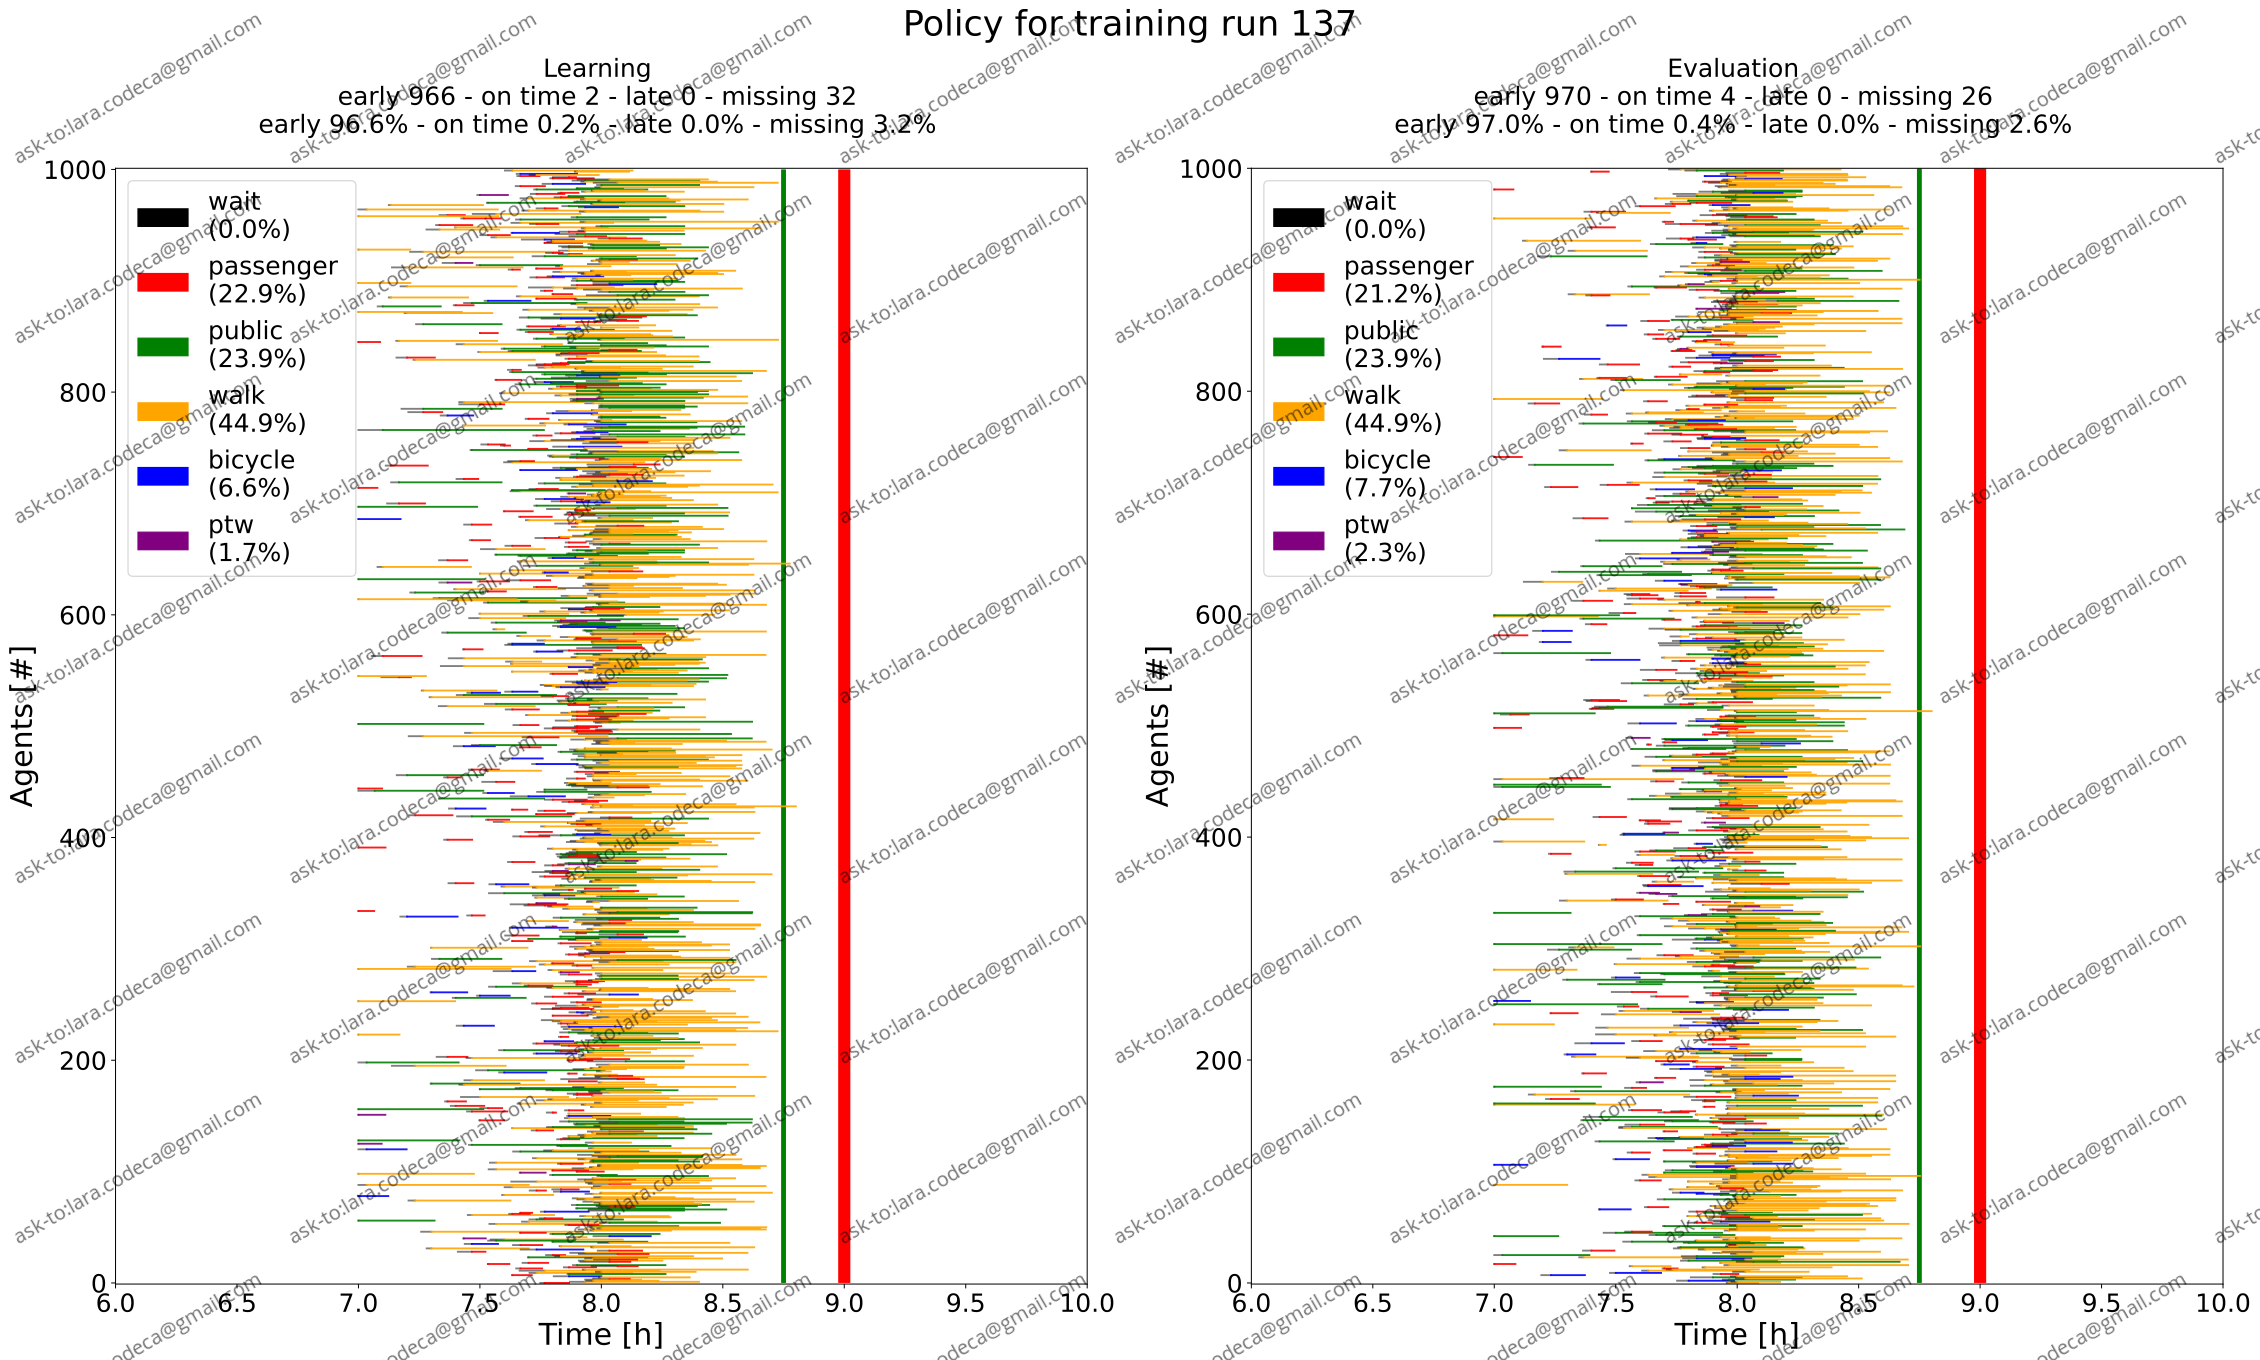 Policy for training run 137
Learning
early 966 - on time 2 - late 0 - missing 32
early 96.6% - on time 0.2% - late 0.0% - missing 3.2%
1000
800
600
400
200
0
Agents [#]
wait
(0.0%)
passenger
(22.9%)
public
(23.9%)
walk
(44.9%)
bicycle
(6.6%)
ptw
(1.7%)
6.0 6.5 7.0 7.5 8.0 8.5 9.0 9.5 10.0
Time [h]
Evaluation
early 970 - on time 4 - late 0 - missing 26
early 97.0% - on time 0.4% - late 0.0% - missing 2.6%
1000
800
600
400
200
0
Agents [#]
wait
(0.0%)
passenger
(21.2%)
public
(23.9%)
walk
(44.9%)
bicycle
(7.7%)
ptw
(2.3%)
6.0 6.5 7.0 7.5 8.0 8.5 9.0 9.5 10.0
Time [h]
ask-to:lara.codeca@gmail.com